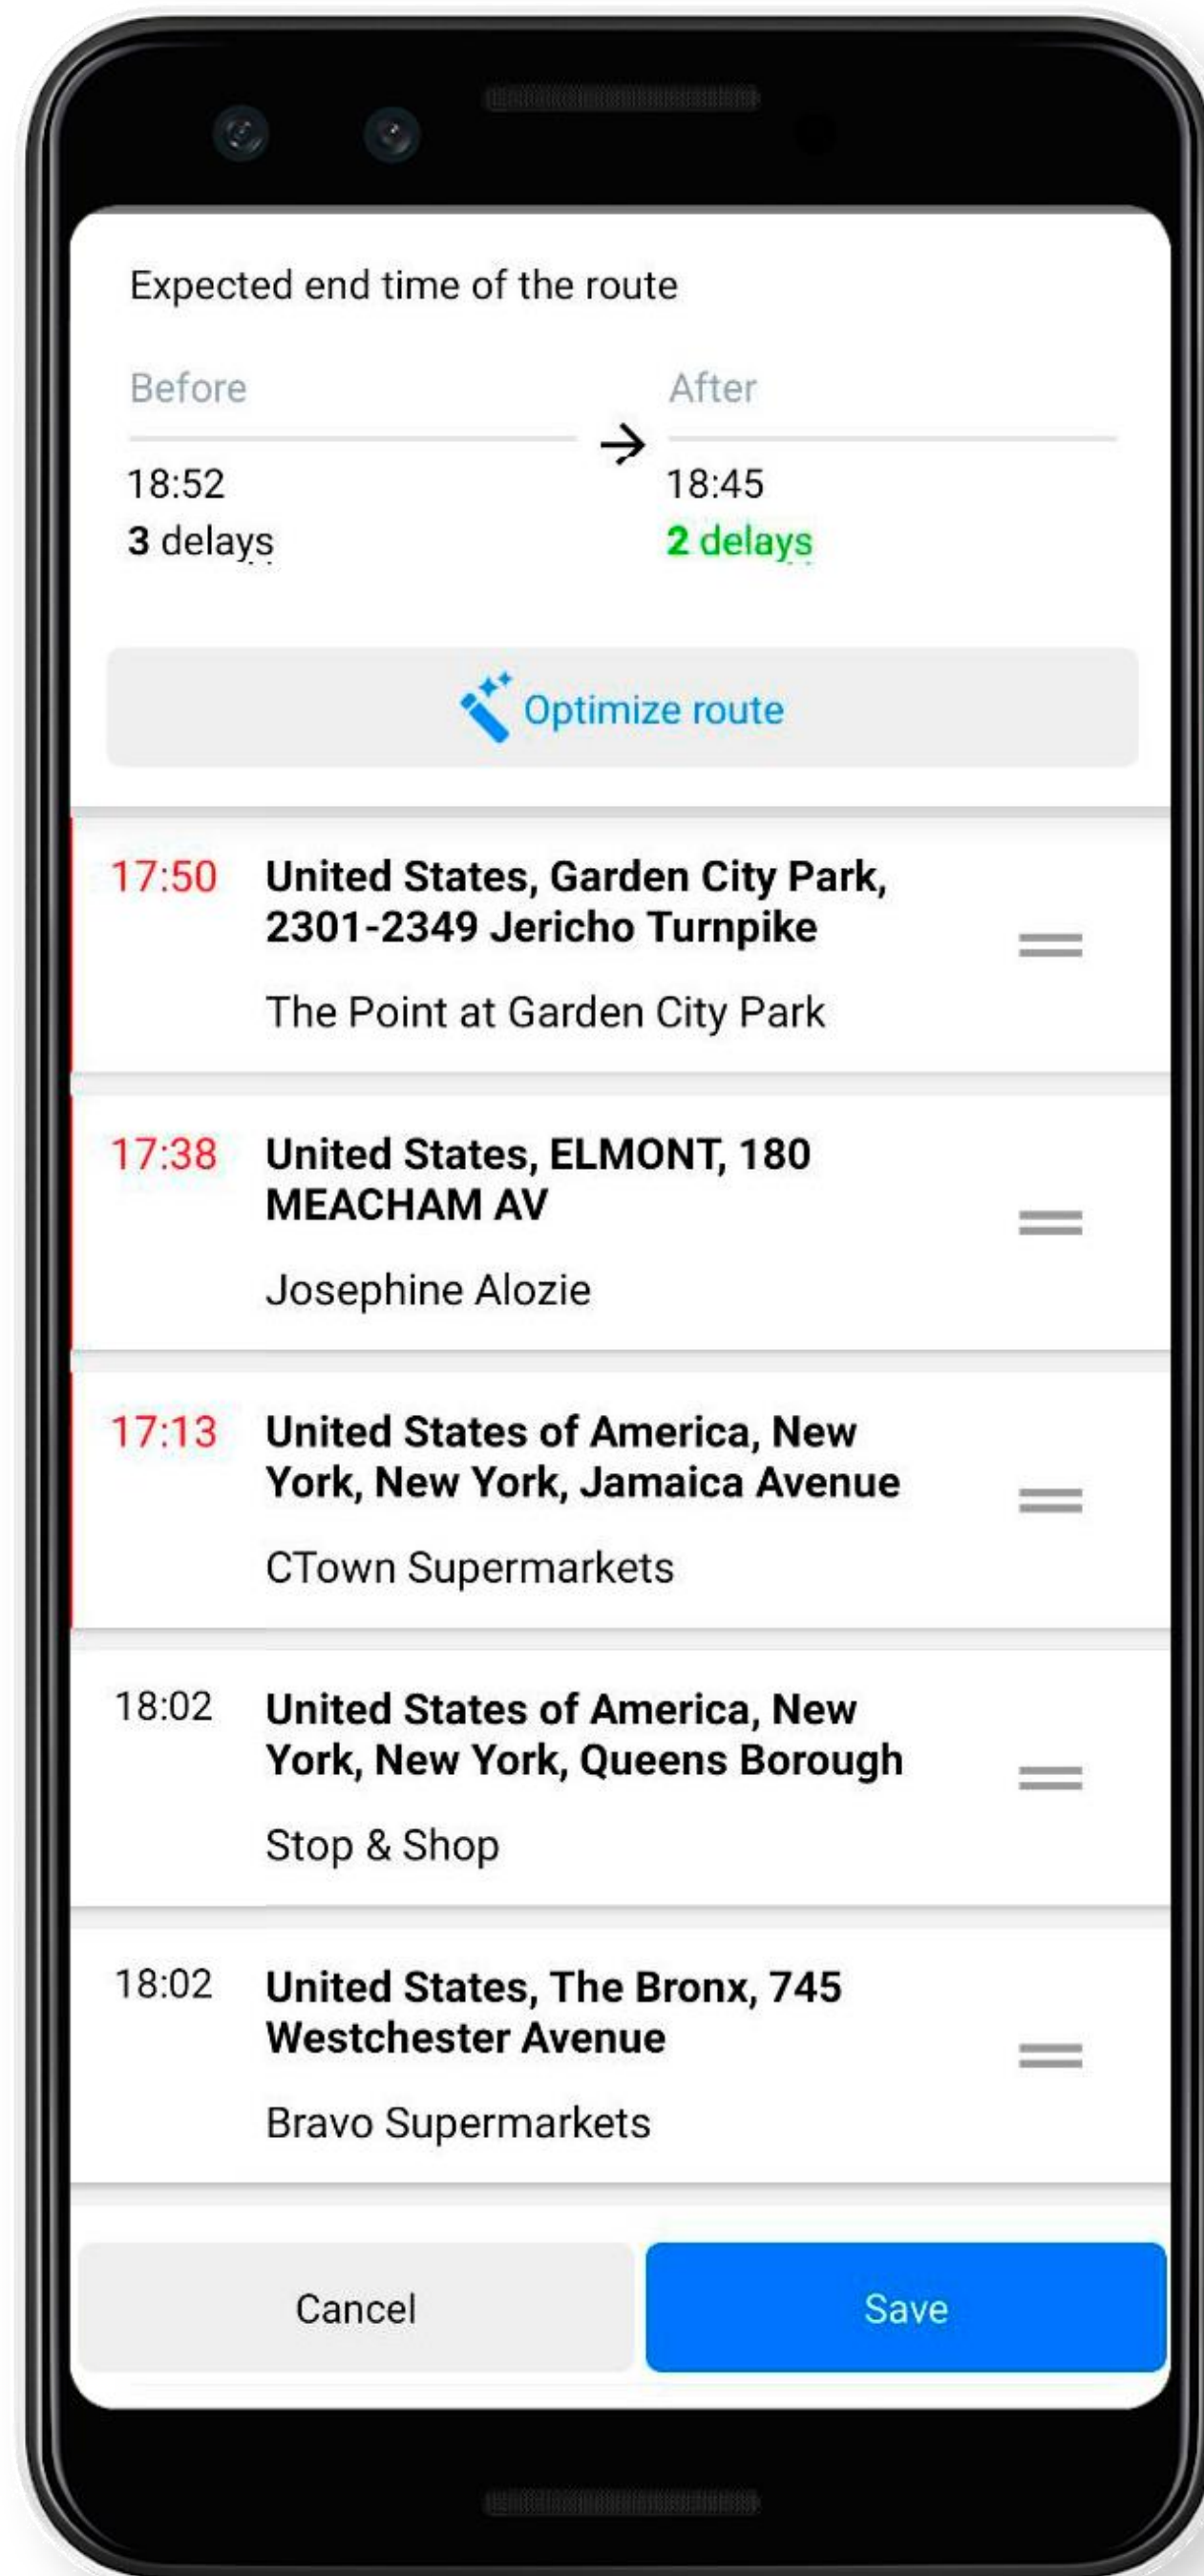 Expected end time of the route
Before
After
18:52
18:45
3 delays
2 delays
Optimize route
17:50
United States, Garden City Park,
2301-2349 Jericho Turnpike
The Point at Garden City Park
17:38
United States, ELMONT, 180
MEACHAM AV
Josephine Alozie
17:13
United States of America, New
York, New York, Jamaica Avenue
CTown Supermarkets
18:02
United States of America, New
York, New York, Queens Borough
Stop & Shop
18:02
United States, The Bronx, 745
Westchester Avenue
Bravo Supermarkets
Cancel
Save